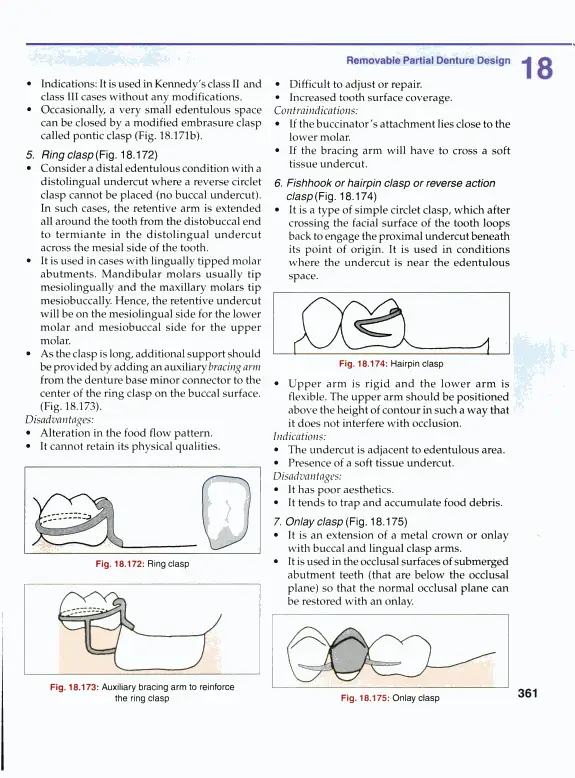 Removable Partial Denture Design
18
• Indications: It is used in Kennedy's class II and
class III cases without any modifications.
• Occasionally, a very small edentulous space
can be closed by a modified embrasure clasp
called pontic clasp (Fig. 18.171b).
5. Ring clasp (Fig. 18.172)
• Consider a distal edentulous condition with a
distolingual undercut where a reverse circlet
clasp cannot be placed (no buccal undercut).
In such cases, the retentive arm is extended
all around the tooth from the distobuccal end
to termiante in the distolingual undercut
across the mesial side of the tooth.
• It is used in cases with lingually tipped molar
abutments. Mandibular molars usually tip
mesiolingually and the maxillary molars tip
mesiobuccally. Hence, the retentive undercut
will be on the mesiolingual side for the lower
molar and mesiobuccal side for the upper
molar.
• As the clasp is long, additional support should
be provided by adding an auxiliary bracing arm
from the denture base minor connector to the
center of the ring clasp on the buccal surface.
(Fig. 18.173).
Disadvantages:
• Alteration in the food flow pattern.
• It cannot retain its physical qualities.
Fig. 18.172: Ring clasp
Fig. 18.173: Auxiliary bracing arm to reinforce
the ring clasp
• Difficult to adjust or repair.
• Increased tooth surface coverage.
Contraindications:
• If the buccinator's attachment lies close to the
lower molar.
• If the bracing arm will have to cross a soft
tissue undercut.
6. Fishhook or hairpin clasp or reverse action
clasp (Fig. 18.174)
• It is a type of simple circlet clasp, which after
crossing the facial surface of the tooth loops
back to engage the proximal undercut beneath
its point of origin. It is used in conditions
where the undercut is near the edentulous
space.
Fig. 18.174: Hairpin clasp
• Upper arm is rigid and the lower arm is
flexible. The upper arm should be positioned
above the height of contour in such a way that
it does not interfere with occlusion.
Indications:
• The undercut is adjacent to edentulous area.
• Presence of a soft tissue undercut.
Disadvantages:
• It has poor aesthetics.
• It tends to trap and accumulate food debris.
7. Onlay clasp (Fig. 18.175)
• It is an extension of a metal crown or onlay
with buccal and lingual clasp arms.
• It is used in the occlusal surfaces of submerged
abutment teeth (that are below the occlusal
plane) so that the normal occlusal plane can
be restored with an onlay.
Fig. 18.175: Onlay clasp
361